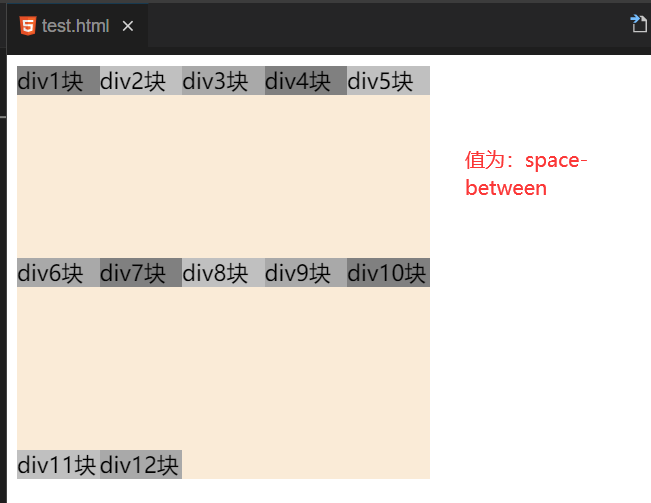 test.html
div1块 div2块 div3块 div4块 div5块
值为：space-
between
div6块 div7块 div8块 div9块 div10块
div11块 div12块